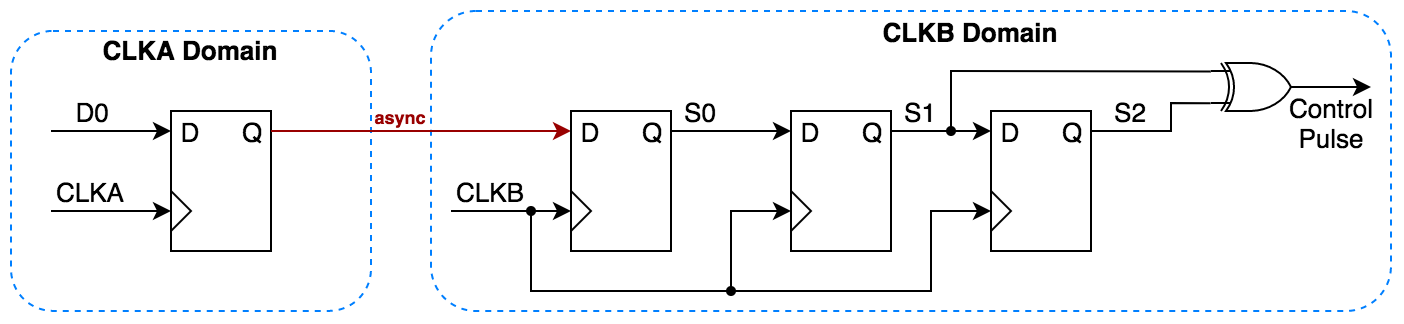 CLKA Domain
CLKB Domain
D0
D Q
CLKA
async
D Q
S0
CLKB
D Q
S1
D Q
S2
Control
Pulse